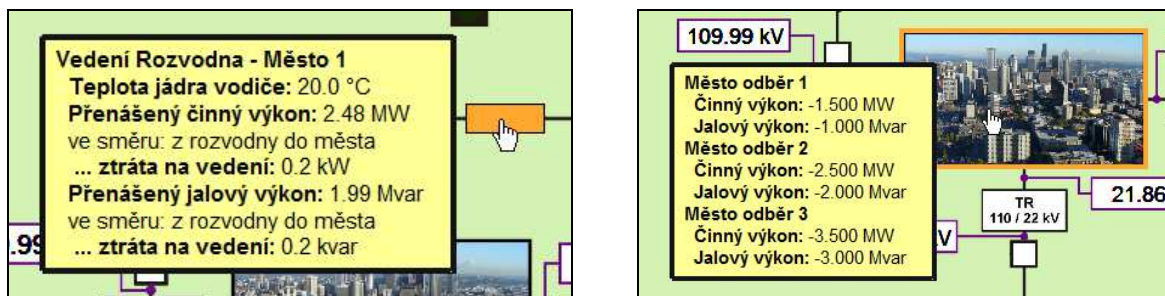 Vedení Rozvodna - Město 1
Teplota jádra vodiče: 20.0 °C
Přenášený činný výkon: 2.48 MW
ve směru: z rozvodny do města
... ztráta na vedení: 0.2 kW
Přenášený jalový výkon: 1.99 Mvar
ve směru: z rozvodny do města
... ztráta na vedení: 0.2 kvar
.99
109.99 kV
Město odběr 1
Činný výkon: -1.500 MW
Jalový výkon: -1.000 Mvar
Město odběr 2
Činný výkon: -2.500 MW
Jalový výkon: -2.000 Mvar
Město odběr 3
Činný výkon: -3.500 MW
Jalový výkon: -3.000 Mvar
TR
110 / 22 kV
21.86
V